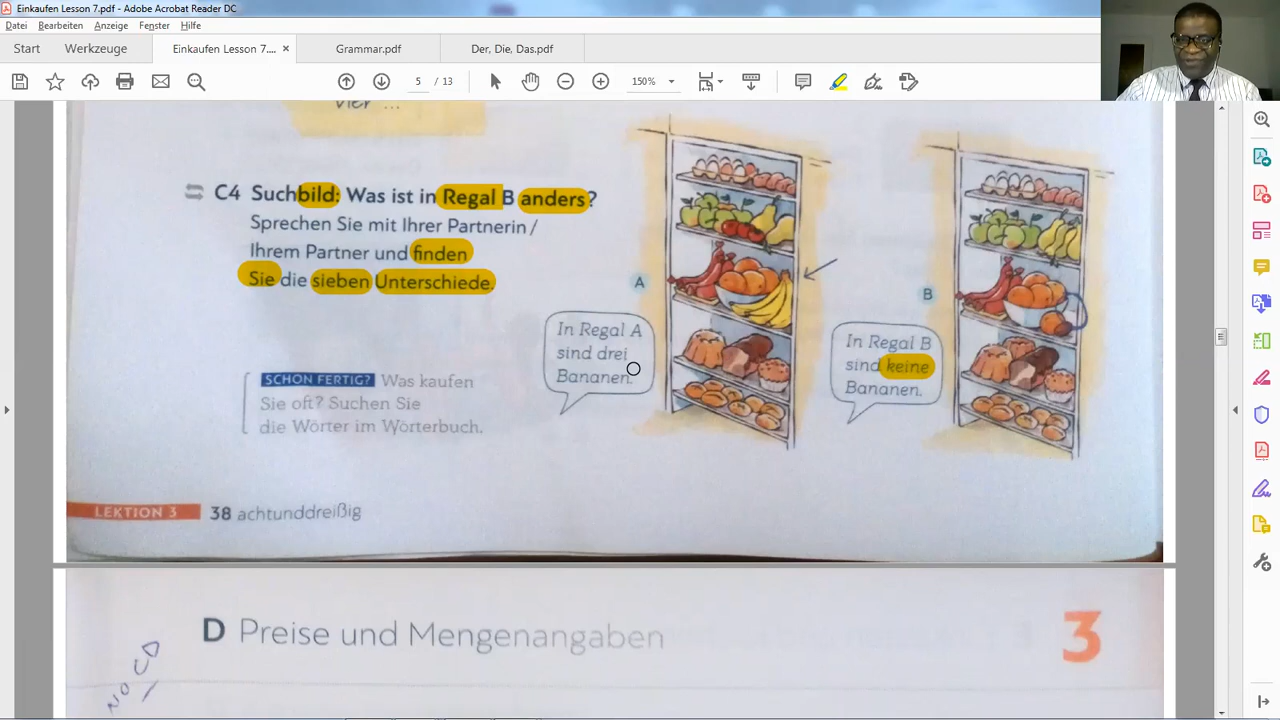 Einkaufen Lesson 7.pdf - Adobe Acrobat Reader DC
Datei Bearbeiten Anzeige Fenster Hilfe
Start Werkzeuge Einkaufen Lesson 7.... × Grammar.pdf Der, Die, Das.pdf
5 / 13 150%
vier ...
C4 Suchbild: Was ist in Regal B anders?
Sprechen Sie mit Ihrer Partnerin /
Ihrem Partner und finden
Sie die sieben Unterschiede.
A
In Regal A
sind drei
Bananen.
B
In Regal B
sind keine
Bananen.
SCHON FERTIG? Was kaufen
Sie oft? Suchen Sie
die Wörter im Wörterbuch.
LEKTION 3 38 achtunddreißig
D Preise und Mengenangaben 3
NO CD